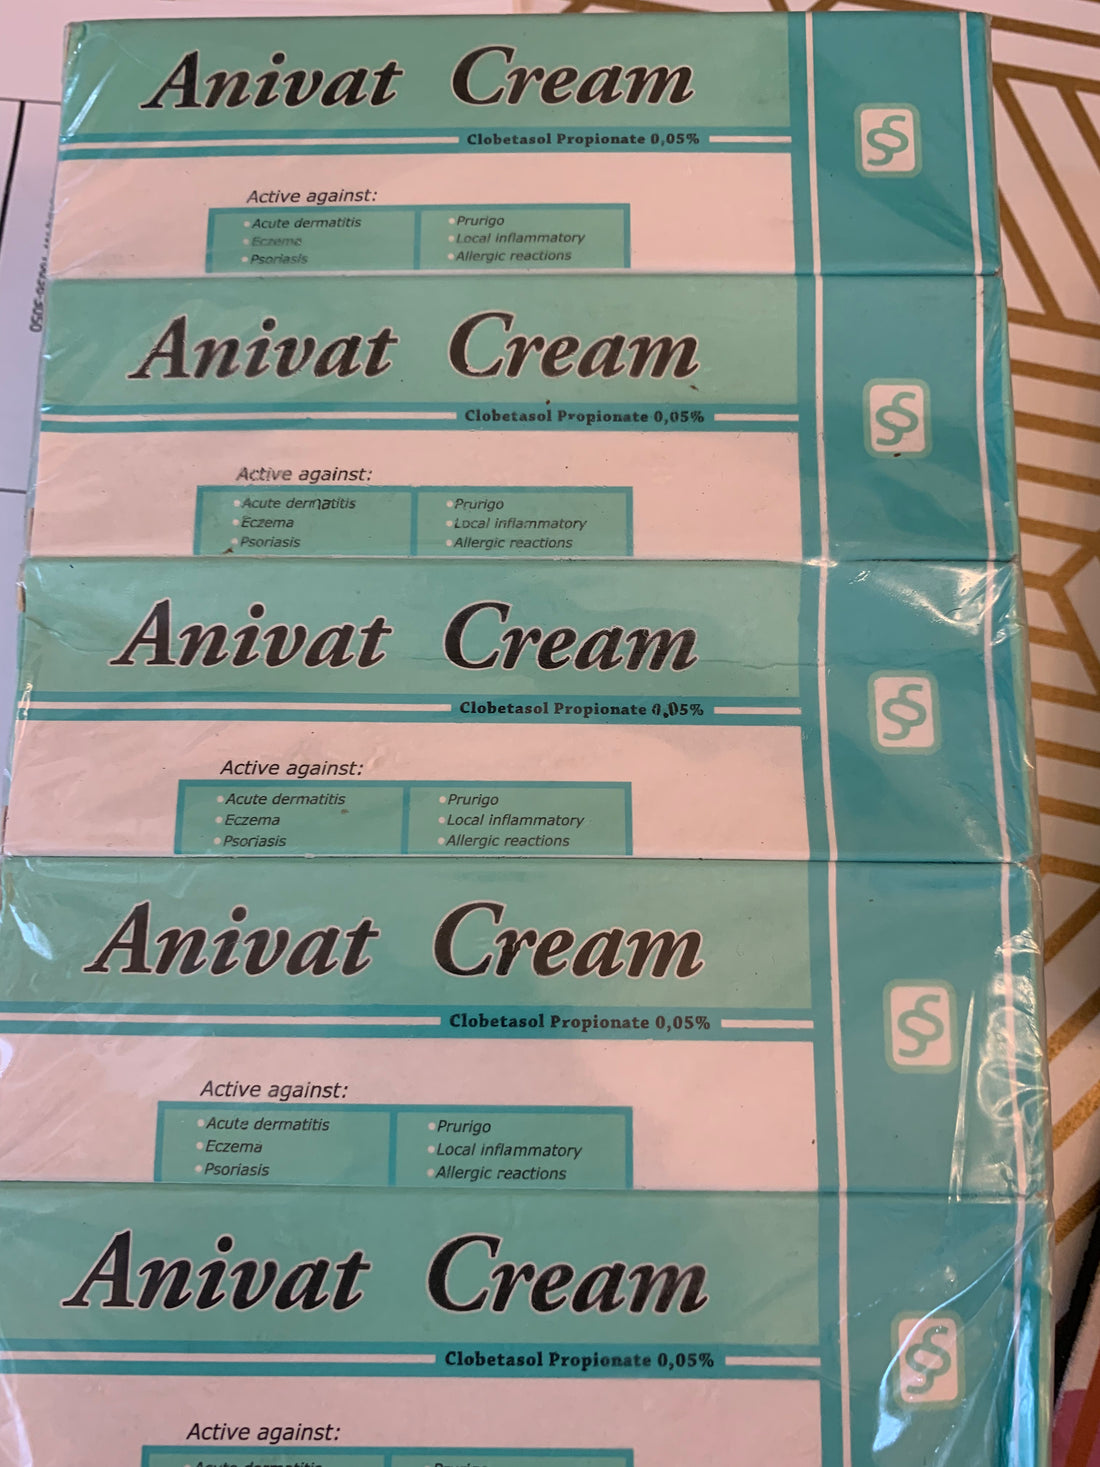 Anivat Cream
Clobetasol Propionate 0,05%
Active against:
Acute dermatitis
Eczema
Psoriasis
Prurigo
Local inflammatory
Allergic reactions
Anivat Cream
Clobetasol Propionate 0,05%
Active against:
Acute dermatitis
Eczema
Psoriasis
Prurigo
Local inflammatory
Allergic reactions
Anivat Cream
Clobetasol Propionate 0,05%
Active against:
Acute dermatitis
Eczema
Psoriasis
Prurigo
Local inflammatory
Allergic reactions
Anivat Cream
Clobetasol Propionate 0,05%
Active against:
Acute dermatitis
Eczema
Psoriasis
Prurigo
Local inflammatory
Allergic reactions
Anivat Cream
Clobetasol Propionate 0,05%
Active against:
Acute dermatitis
Prurigo